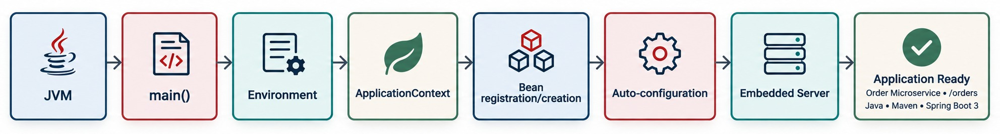 JVM
main()
Environment
ApplicationContext
Bean
registration/creation
Auto-configuration
Embedded Server
Application Ready
Order Microservice • /orders
Java • Maven • Spring Boot 3